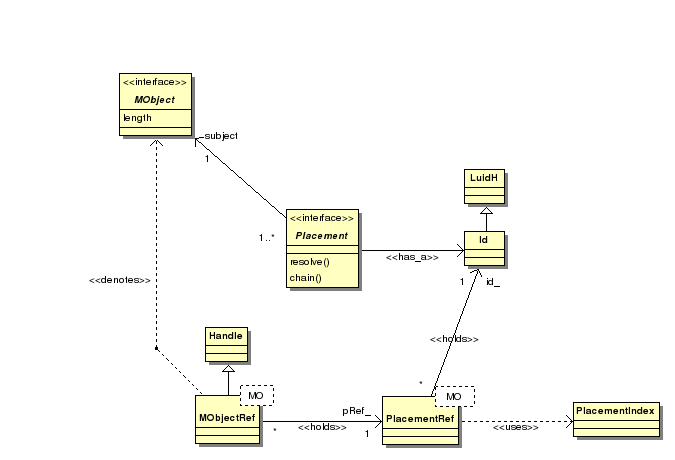 <<interface>>
MObject
length
_subject
1
LuidH
<<interface>>
Placement
1..*
Id
resolve()
chain()
<<has_a>>
<<denotes>>
1
id_
Handle
<<holds>>
*
MO
MO
MObjectRef
pRef_
PlacementRef
PlacementIndex
*
<<holds>>
1
<<uses>>